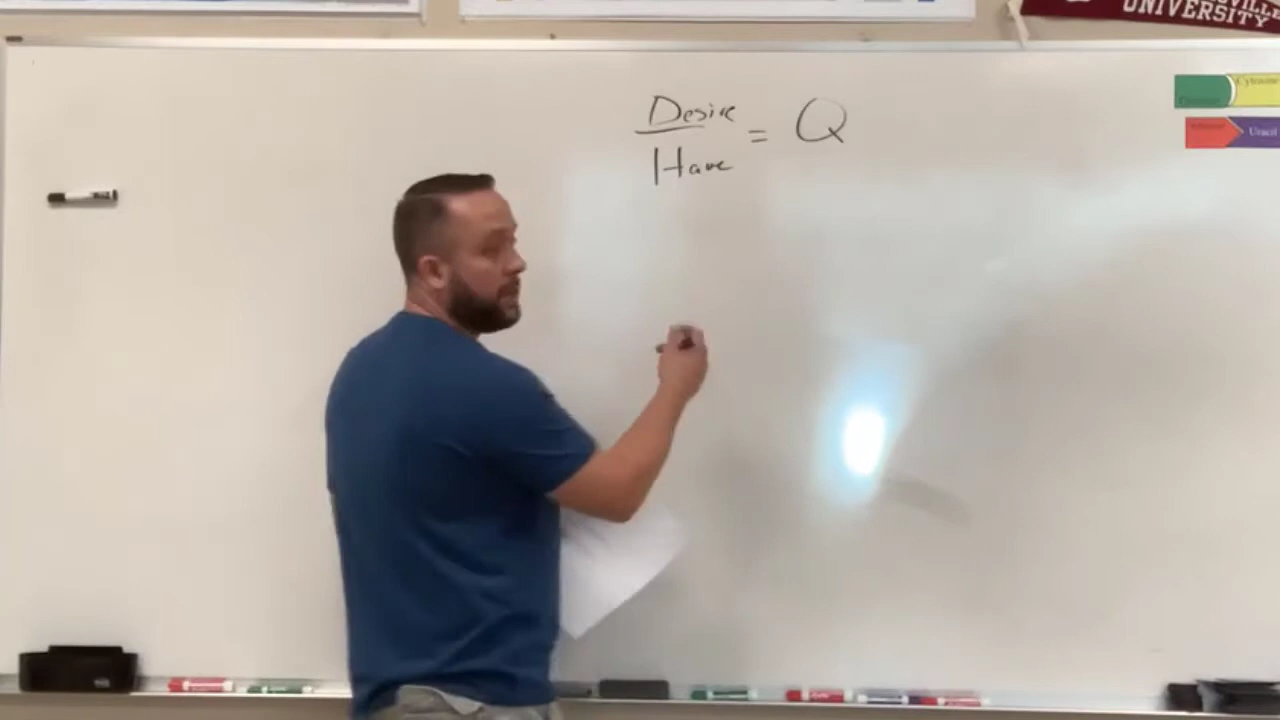 UNIVERSITY
Cytosine
Uracil
Desire
Have
= Q